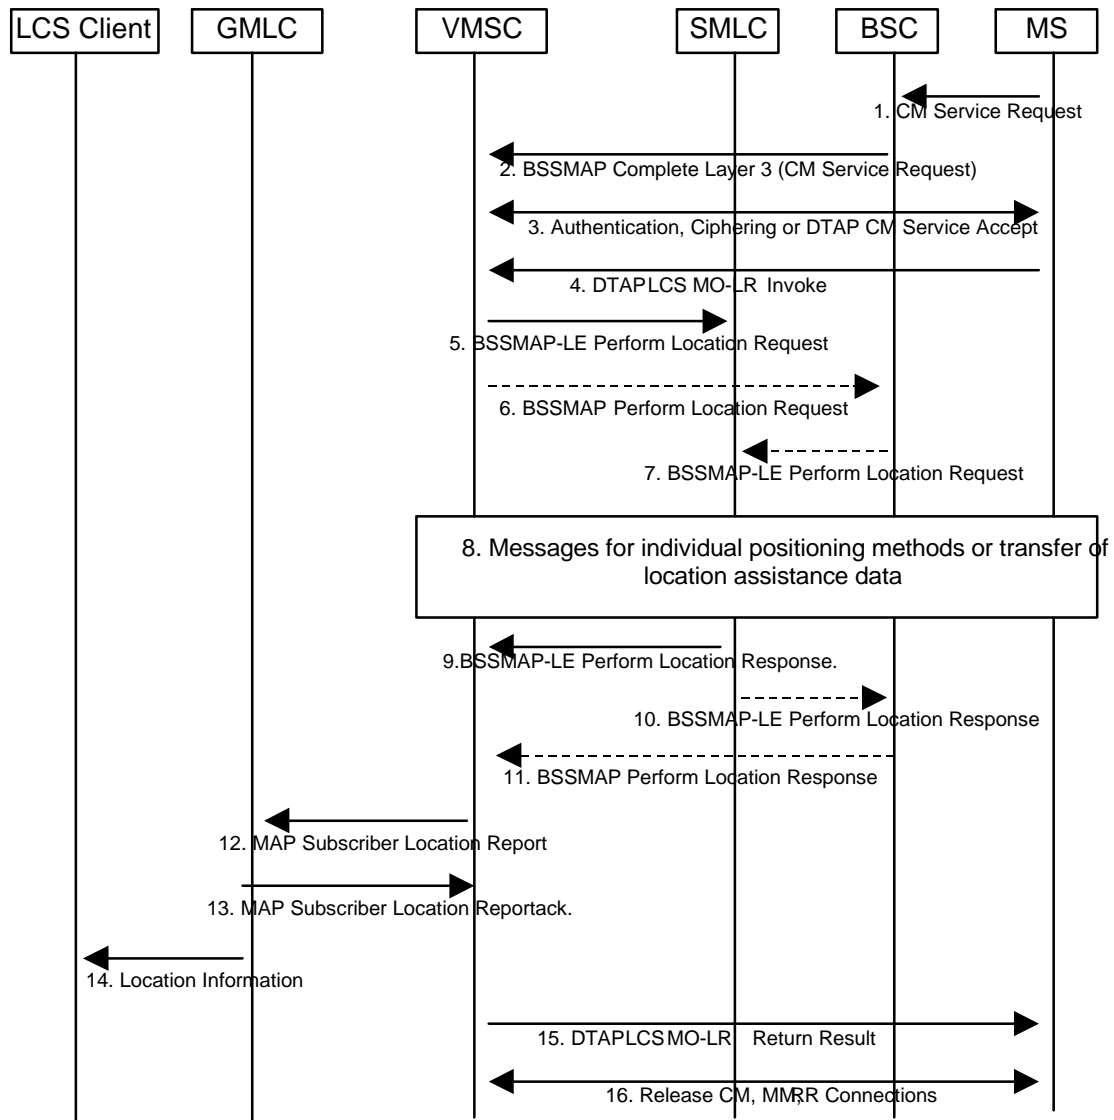 LCS Client GMLC VMSC SMLC BSC MS
1. CM Service Request
2. BSSMAP Complete Layer 3 (CM Service Request)
3. Authentication, Ciphering or DTAP CM Service Accept
4. DTAPLCS MO-LR Invoke
5. BSSMAP-LE Perform Location Request
6. BSSMAP Perform Location Request
7. BSSMAP-LE Perform Location Request
8. Messages for individual positioning methods or transfer of
location assistance data
9.BSSMAP-LE Perform Location Response.
10. BSSMAP-LE Perform Location Response
11. BSSMAP Perform Location Response
12. MAP Subscriber Location Report
13. MAP Subscriber Location Reportack.
14. Location Information
15. DTAPLCSMO-LR Return Result
16. Release CM, MM,RR Connections